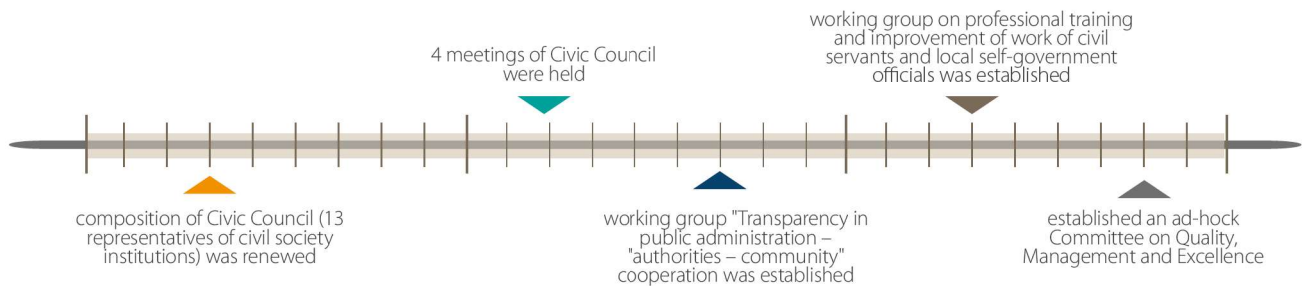 4 meetings of Civic Council
were held
working group on professional training
and improvement of work of civil
servants and local self-government
officials was established
composition of Civic Council (13
representatives of civil society
institutions) was renewed
working group "Transparency in
public administration –
"authorities – community"
cooperation was established
established an ad-hock
Committee on Quality,
Management and Excellence